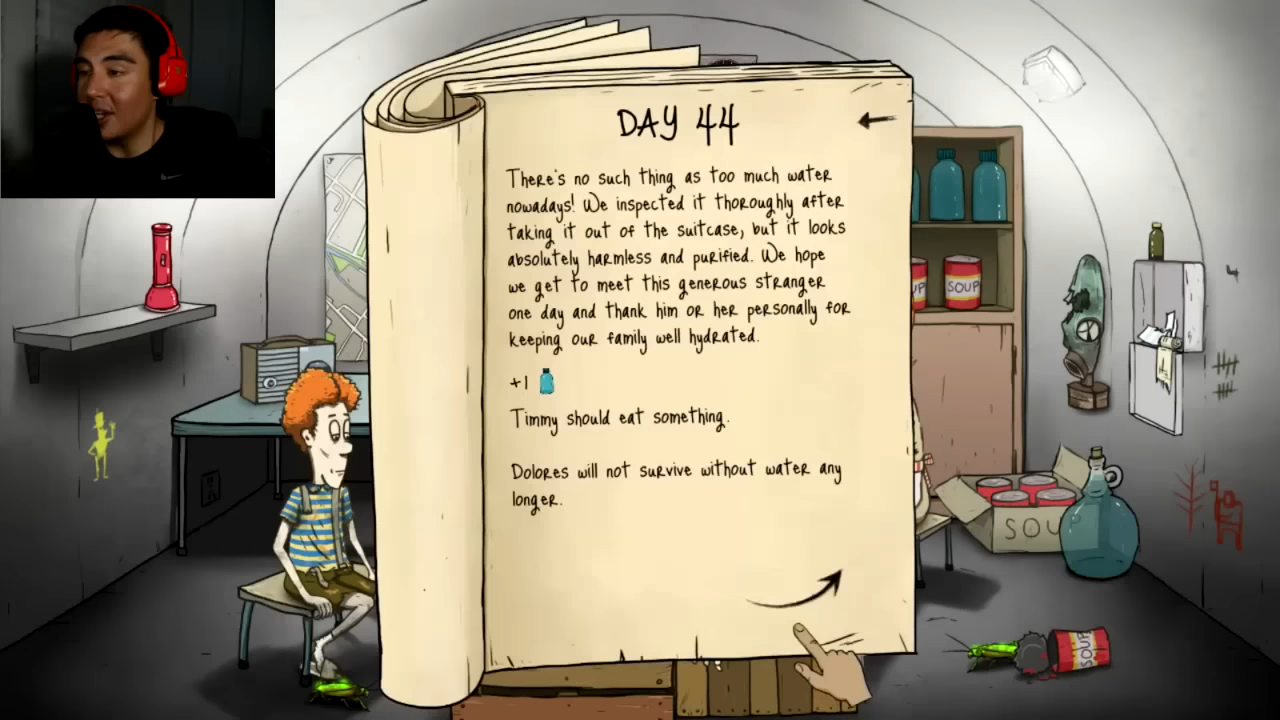 DAY 44
There's no such thing as too much water
nowadays! We inspected it thoroughly after
taking it out of the suitcase, but it looks
absolutely harmless and purified. We hope
we get to meet this generous stranger
one day and thank him or her personally for
keeping our family well hydrated.
+1
Timmy should eat something.
Dolores will not survive without water any
longer.
UP
SOUP
SOU
SOUP